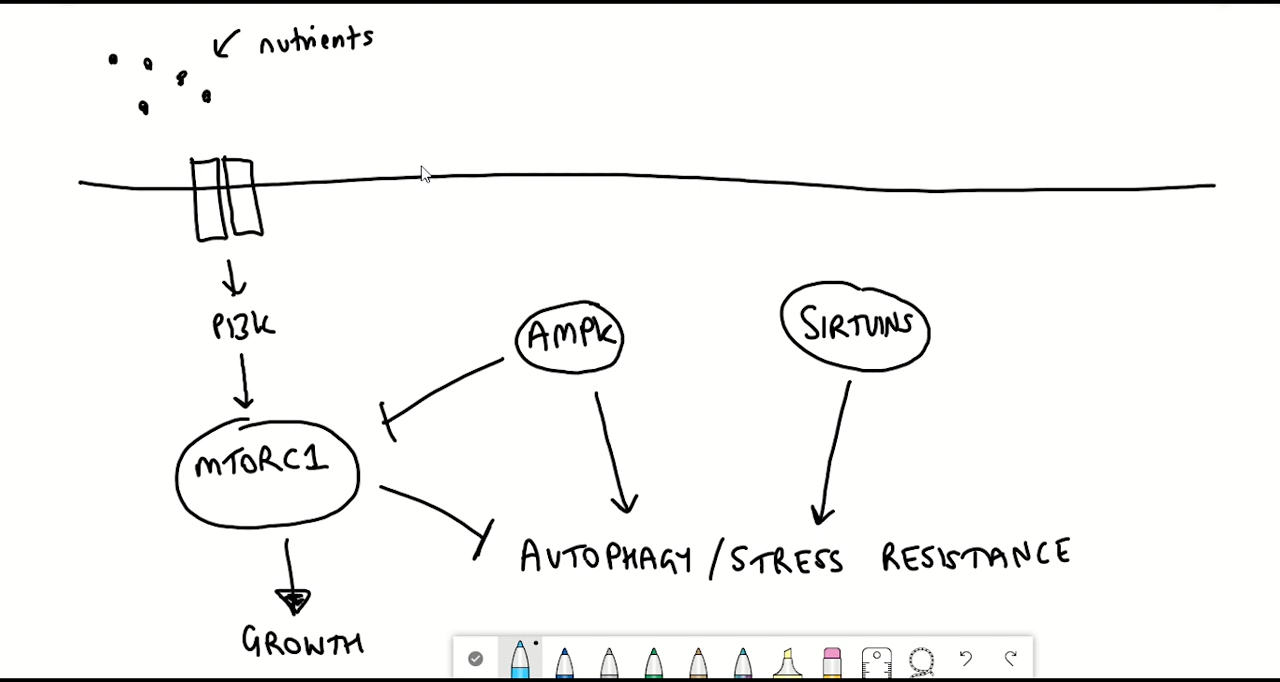 nutrients
PI3K
AMPK
SIRTUINS
mTORC1
AUTOPHAGY / STRESS RESISTANCE
GROWTH